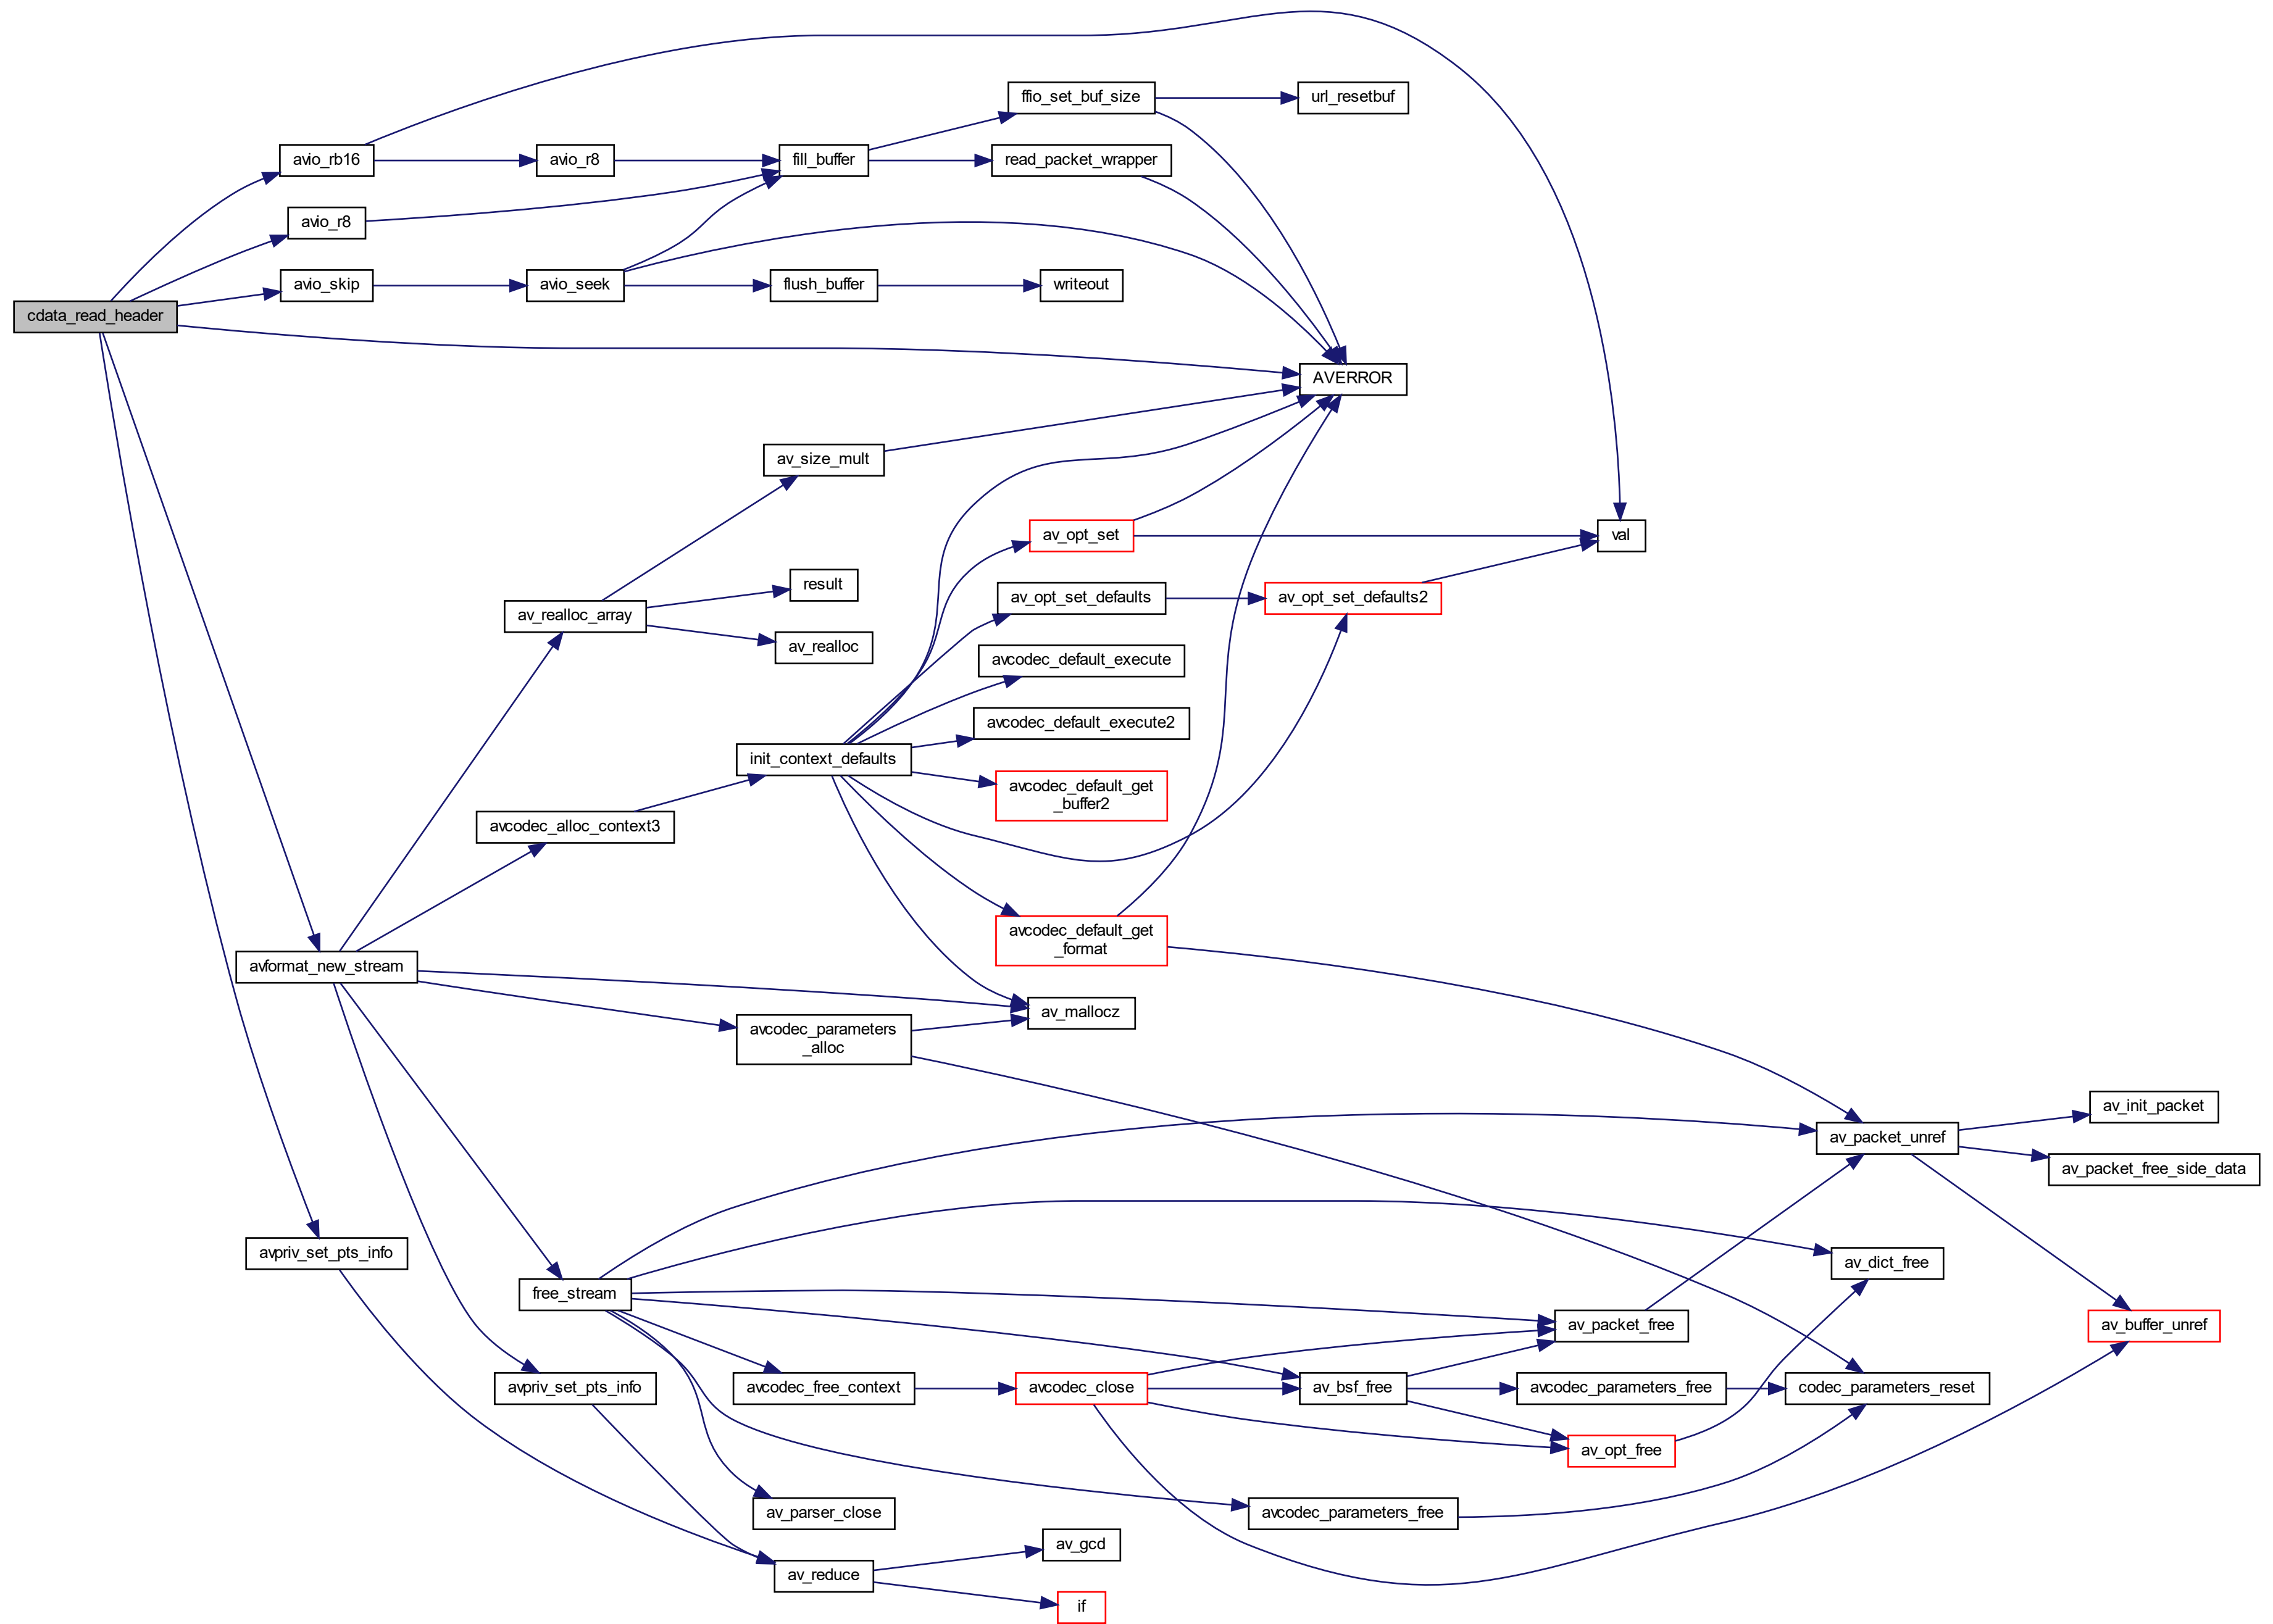 ffio_set_buf_size
url_resetbuf
avio_rb16
avio_r8
fill_buffer
read_packet_wrapper
avio_r8
avio_skip
avio_seek
flush_buffer
writeout
cdata_read_header
AVERROR
av_size_mult
av_opt_set
val
result
av_opt_set_defaults
av_opt_set_defaults2
av_realloc_array
av_realloc
avcodec_default_execute
avcodec_default_execute2
init_context_defaults
avcodec_default_get
_buffer2
avcodec_alloc_context3
avcodec_default_get
_format
avformat_new_stream
av_mallocz
avcodec_parameters
_alloc
av_init_packet
av_packet_unref
av_packet_free_side_data
avpriv_set_pts_info
av_dict_free
free_stream
av_packet_free
av_buffer_unref
avpriv_set_pts_info
avcodec_free_context
avcodec_close
av_bsf_free
avcodec_parameters_free
codec_parameters_reset
av_opt_free
av_parser_close
avcodec_parameters_free
av_gcd
av_reduce
if